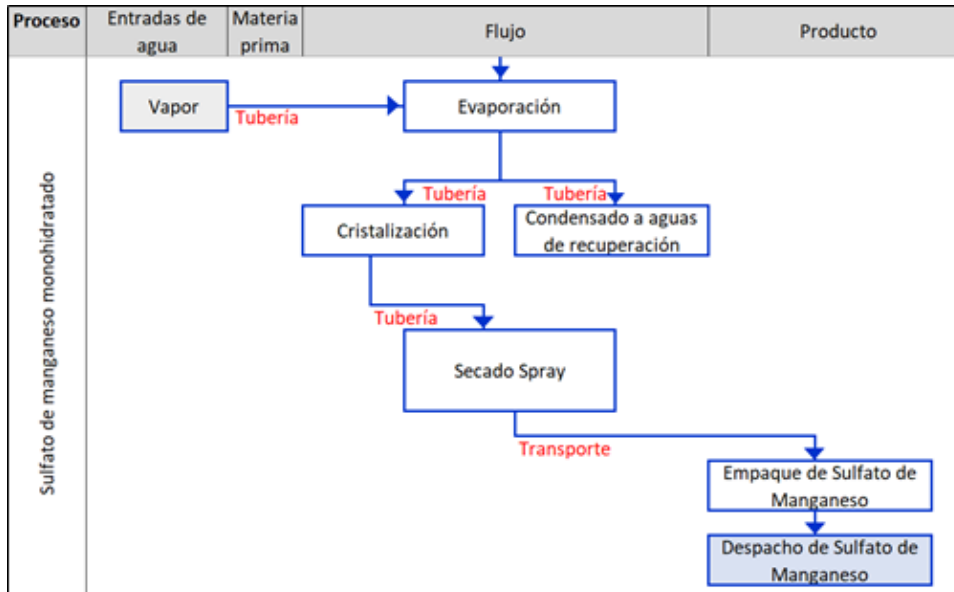 Proceso
Entradas de
agua
Materia
prima
Flujo
Producto
Sulfato de manganeso monohidratado
Vapor
Tubería
Evaporación
Tubería
Tubería
Cristalización
Condensado a aguas
de recuperación
Tubería
Secado Spray
Transporte
Empaque de Sulfato de
Manganeso
Despacho de Sulfato de
Manganeso